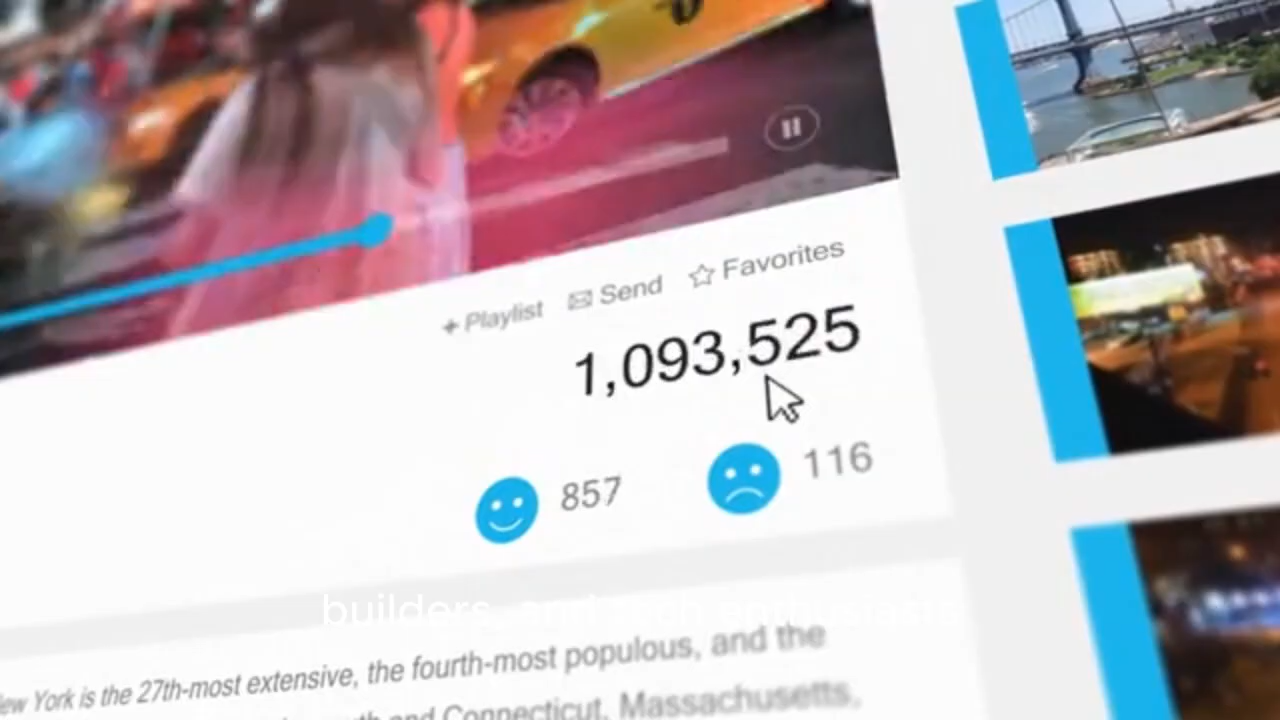 + Playlist Send Favorites
1,093,525
857 116
builders, and tech enthusiasts
New York is the 27th-most extensive, the fourth-most populous, and the
and Connecticut, Massachusetts,